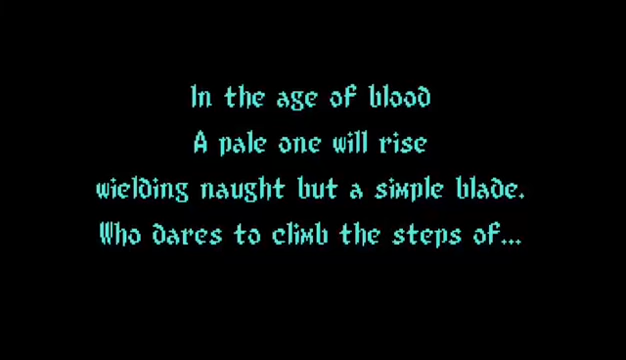 In the age of blood
A pale one will rise
wielding naught but a simple blade.
Who dares to climb the steps of...